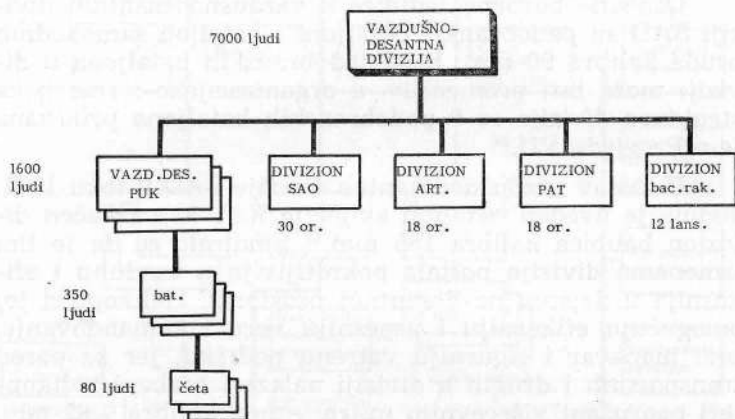 7000 ljudi
VAZDUŠNO-
DESANTNA
DIVIZIJA
1600
ljudi
VAZD.DES.
PUK
DIVIZION
SAO
30 or.
DIVIZION
ART.
18 or.
DIVIZION
PAT
18 or.
DIVIZION
bac.rak.
12 lans.
350
ljudi
bat.
80 ljudi
četa